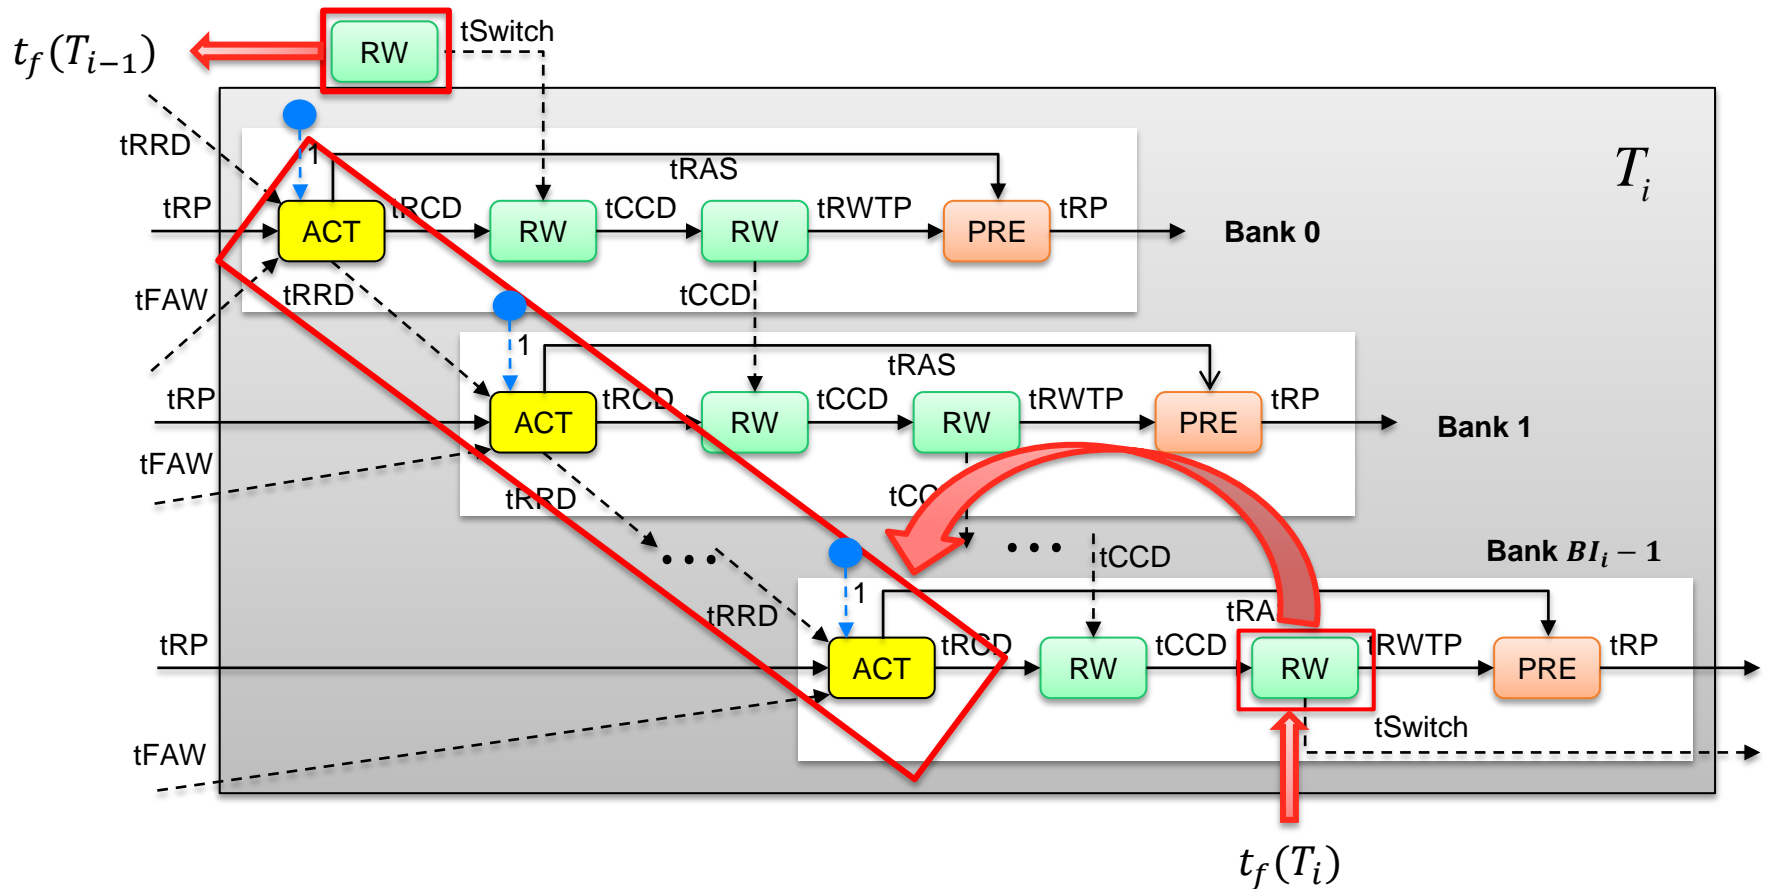 tSwitch
RW
t_f(T_{i−1})
tRRD
1
tRAS
T_i
tRP
ACT
tRCD
RW
tCCD
RW
tRWTP
PRE
tRP
Bank 0
tFAW
tRRD
tCCD
1
tRAS
tRP
ACT
tRCD
RW
tCCD
RW
tRWTP
PRE
tRP
Bank 1
tFAW
tRRD
...
...
tCCD
Bank BI_i − 1
1
tRRD
tRP
ACT
tRCD
RW
tCCD
RW
tRWTP
PRE
tRP
tFAW
tSwitch
t_f(T_i)